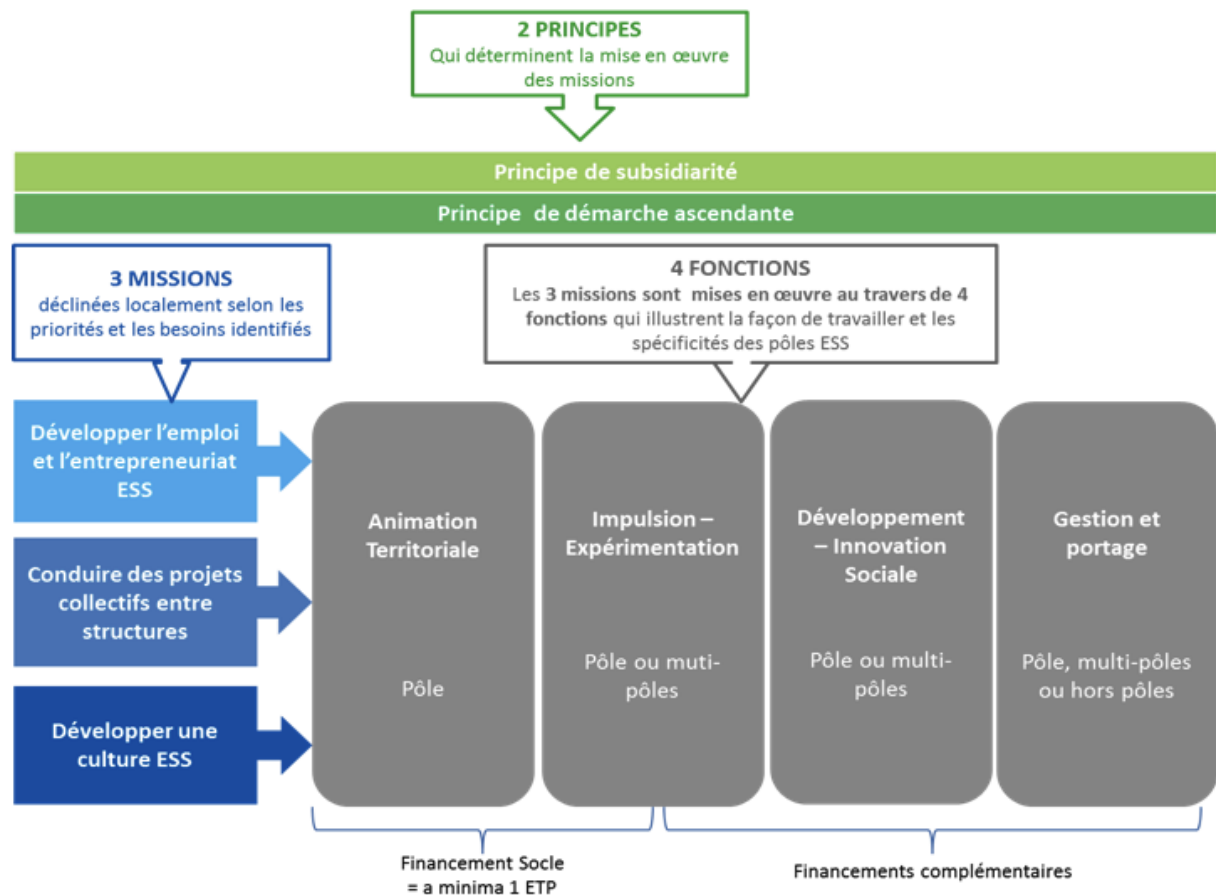 2 PRINCIPES
Qui déterminent la mise en œuvre
des missions
Principe de subsidiarité
Principe de démarche ascendante
3 MISSIONS
déclinées localement selon les
priorités et les besoins identifiés
4 FONCTIONS
Les 3 missions sont mises en œuvre au travers de 4
fonctions qui illustrent la façon de travailler et les
spécificités des pôles ESS
Développer l'emploi
et l'entrepreneuriat
ESS
Conduire des projets
collectifs entre
structures
Développer une
culture ESS
Animation
Territoriale
Pôle
Impulsion –
Expérimentation
Pôle ou muti-
pôles
Développement
– Innovation
Sociale
Pôle ou multi-
pôles
Gestion et
portage
Pôle, multi-pôles
ou hors pôles
Financement Socle
= a minima 1 ETP
Financements complémentaires